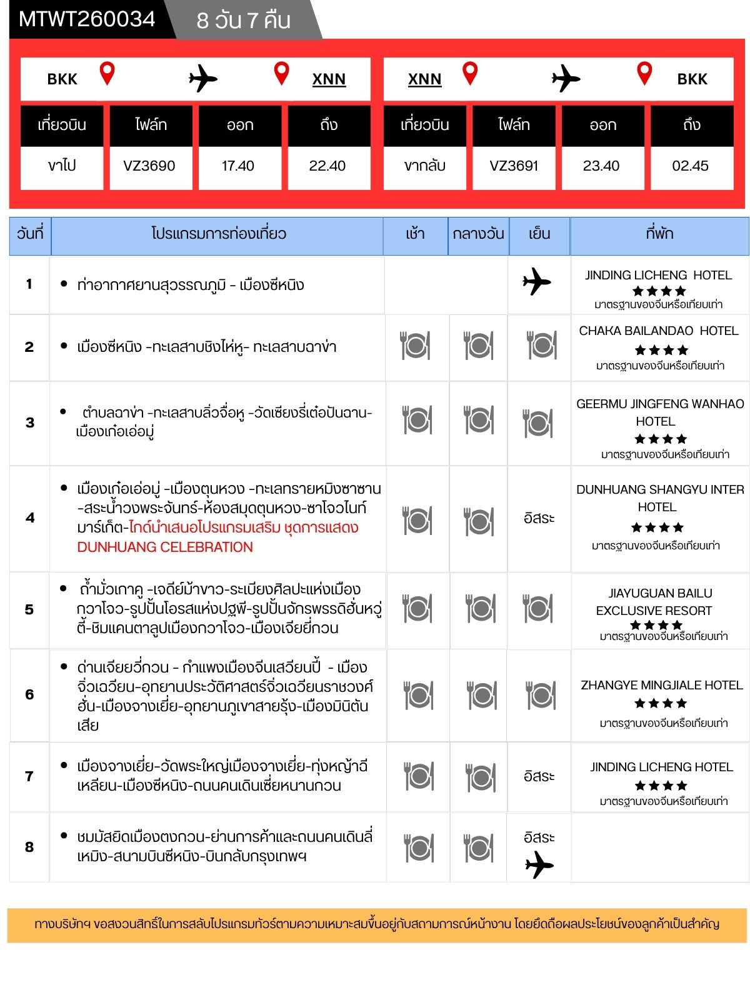 MTWT260034 8 วัน 7 คืน
BKK XNN XNN BKK
เที่ยวบิน ไฟล์ท ออก ถึง เที่ยวบิน ไฟล์ท ออก ถึง
ขาไป VZ3690 17.40 22.40 ขากลับ VZ3691 23.40 02.45
วันที่ โปรแกรมการท่องเที่ยว เช้า กลางวัน เย็น ที่พัก
1
• ท่าอากาศยานสุวรรณภูมิ - เมืองซีหนิง
JINDING LICHENG HOTEL
★★★★
มาตรฐานของจีนหรือเทียบเท่า
2
• เมืองซีหนิง -ทะเลสาบชิงไห่หู- ทะเลสาบฉาข่า
CHAKA BAILANDAO HOTEL
★★★★
มาตรฐานของจีนหรือเทียบเท่า
3
• ตำบลฉาข่า -ทะเลสาบลิ่วจื่อหู -วัดเซียงรี่เต๋อปันฉาน-
เมืองเก๋อเอ่อมู่
GEERMU JINGFENG WANHAO
HOTEL
★★★★
มาตรฐานของจีนหรือเทียบเท่า
4
• เมืองเก๋อเอ่อมู่ -เมืองตุนหวง -ทะเลทรายหมิงซาซาน
-สระน้ำวงพระจันทร์-ห้องสมุดตุนหวง-ซาโจวไนท์
มาร์เก็ต-ไกด์นำเสนอโปรแกรมเสริม ชุดการแสดง
DUNHUANG CELEBRATION
อิสระ
DUNHUANG SHANGYU INTER
HOTEL
★★★★
มาตรฐานของจีนหรือเทียบเท่า
5
• ถ้ำมั่วเกาคู -เจดีย์ม้าขาว-ระเบียงศิลปะแห่งเมือง
กวาโจว-รูปปั้นโอรสแห่งปฐพี-รูปปั้นจักรพรรดิฮั่นหวู่
ตี้-ชิมแคนตาลูปเมืองกวาโจว-เมืองเจียยี่กวน
JIAYUGUAN BAILU
EXCLUSIVE RESORT
★★★★
มาตรฐานของจีนหรือเทียบเท่า
6
• ด่านเจียยวี่กวน - กำแพงเมืองจีนเสวียนปี้ - เมือง
จิ่วเฉวียน-อุทยานประวัติศาสตร์จิ่วเฉวียนราชวงศ์
ฮั่น-เมืองจางเยี่ย-อุทยานภูเขาสายรุ้ง-เมืองมินิตัน
เสีย
ZHANGYE MINGJIALE HOTEL
★★★★
มาตรฐานของจีนหรือเทียบเท่า
7
• เมืองจางเยี่ย-วัดพระใหญ่เมืองจางเยี่ย-ทุ่งหญ้าฉี
เหลียน-เมืองซีหนิง-ถนนคนเดินเซี่ยหนานกวน
อิสระ
JINDING LICHENG HOTEL
★★★★
มาตรฐานของจีนหรือเทียบเท่า
8
• ชมมัสยิดเมืองตงกวน-ย่านการค้าและถนนคนเดินลี่
เหมิง-สนามบินซีหนิง-บินกลับกรุงเทพฯ
อิสระ
ทางบริษัทฯ ขอสงวนสิทธิ์ในการสลับโปรแกรมทัวร์ตามความเหมาะสมขึ้นอยู่กับสถามการณ์หน้างาน โดยยึดถือผลประโยชน์ของลูกค้าเป็นสำคัญ